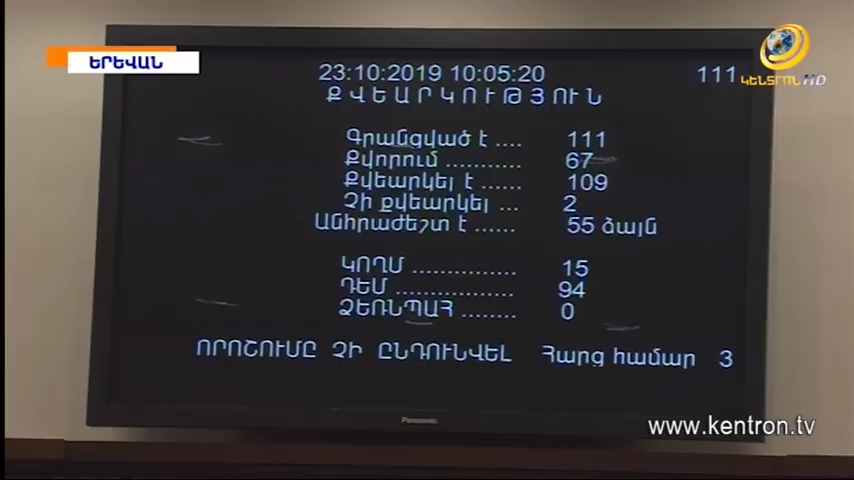 ԵՐԵՎԱՆ
23:10:2019 10:05:20 111
ՔՎԵԱՐԿՈՒԹՅՈՒՆ
ԿԵՆՏՐՈՆ HD
Գրանցված է .... 111
Քվորում ........... 67
Քվեարկել է ...... 109
Չի քվեարկել ... 2
Անհրաժեշտ է ...... 55 ձայն
ԿՈՂՄ ............... 15
ԴԵՄ ................. 94
ՁԵՌՆՊԱՀ ........ 0
ՈՐՈՇՈՒՄԸ ՉԻ ԸՆԴՈՒՆՎԵԼ Հարց համար 3
Panasonic
www.kentron.tv